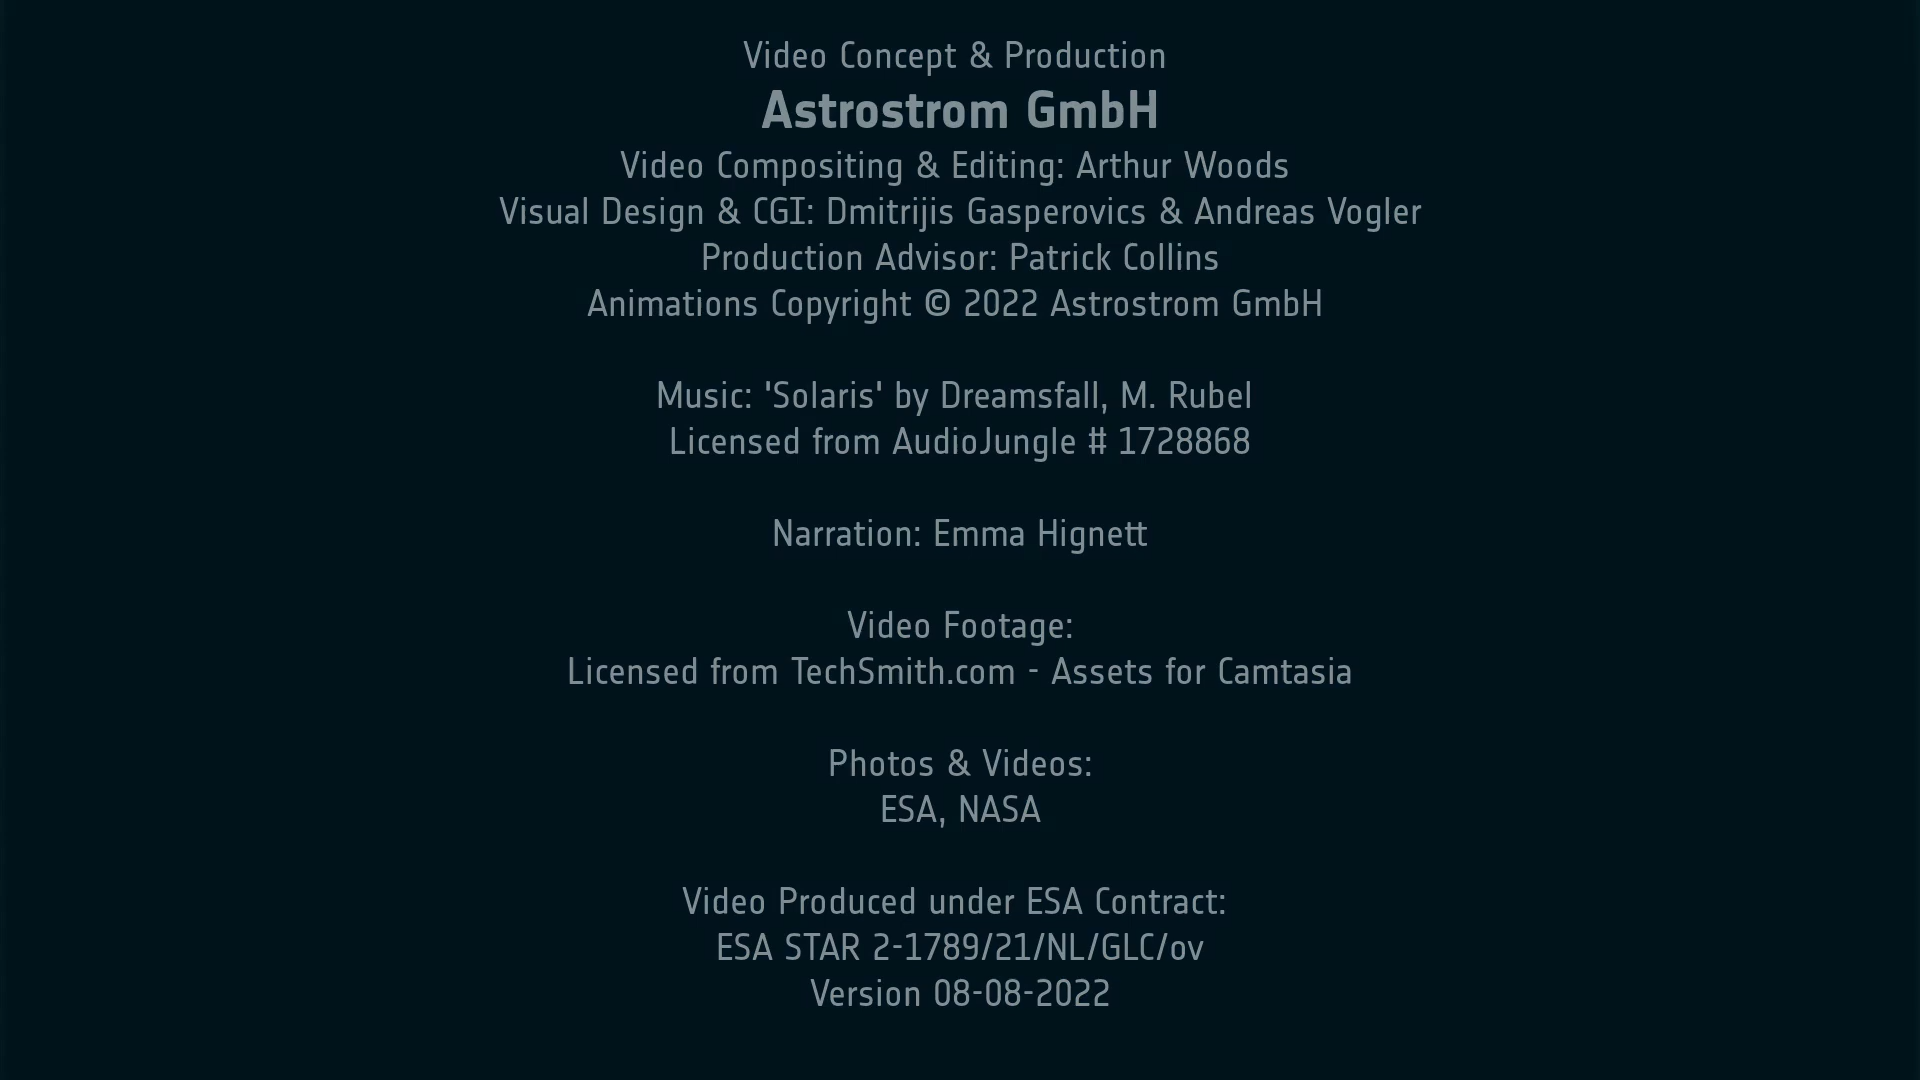 Video Concept & Production
Astrostrom GmbH
Video Compositing & Editing: Arthur Woods
Visual Design & CGI: Dmitrijis Gasperovics & Andreas Vogler
Production Advisor: Patrick Collins
Animations Copyright © 2022 Astrostrom GmbH
Music: 'Solaris' by Dreamsfall, M. Rubel
Licensed from AudioJungle # 1728868
Narration: Emma Hignett
Video Footage:
Licensed from TechSmith.com - Assets for Camtasia
Photos & Videos:
ESA, NASA
Video Produced under ESA Contract:
ESA STAR 2-1789/21/NL/GLC/ov
Version 08-08-2022